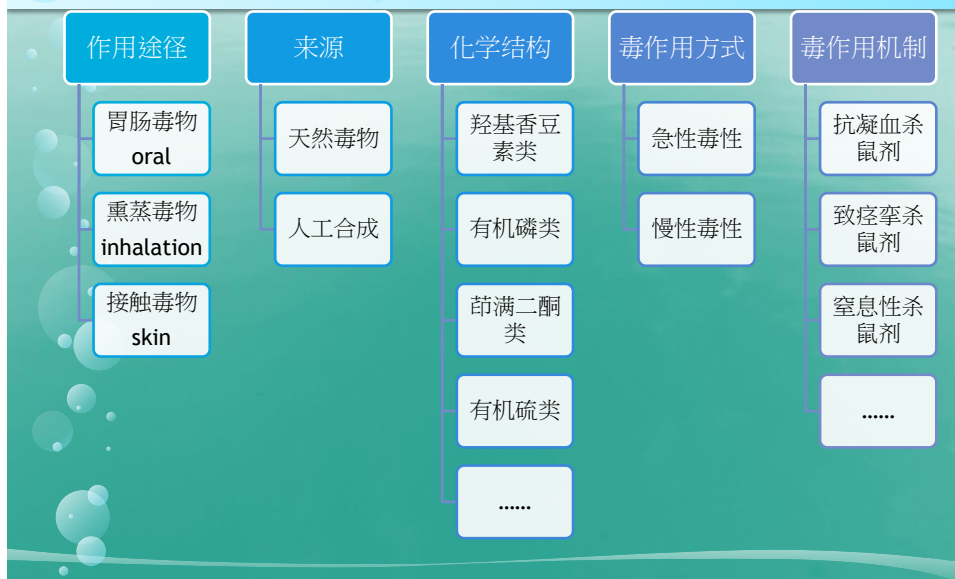 作用途径
胃肠毒物
oral
熏蒸毒物
inhalation
接触毒物
skin
来源
天然毒物
人工合成
化学结构
羟基香豆
素类
有机磷类
茚满二酮
类
有机硫类
......
毒作用方式
急性毒性
慢性毒性
毒作用机制
抗凝血杀
鼠剂
致痉挛杀
鼠剂
窒息性杀
鼠剂
......